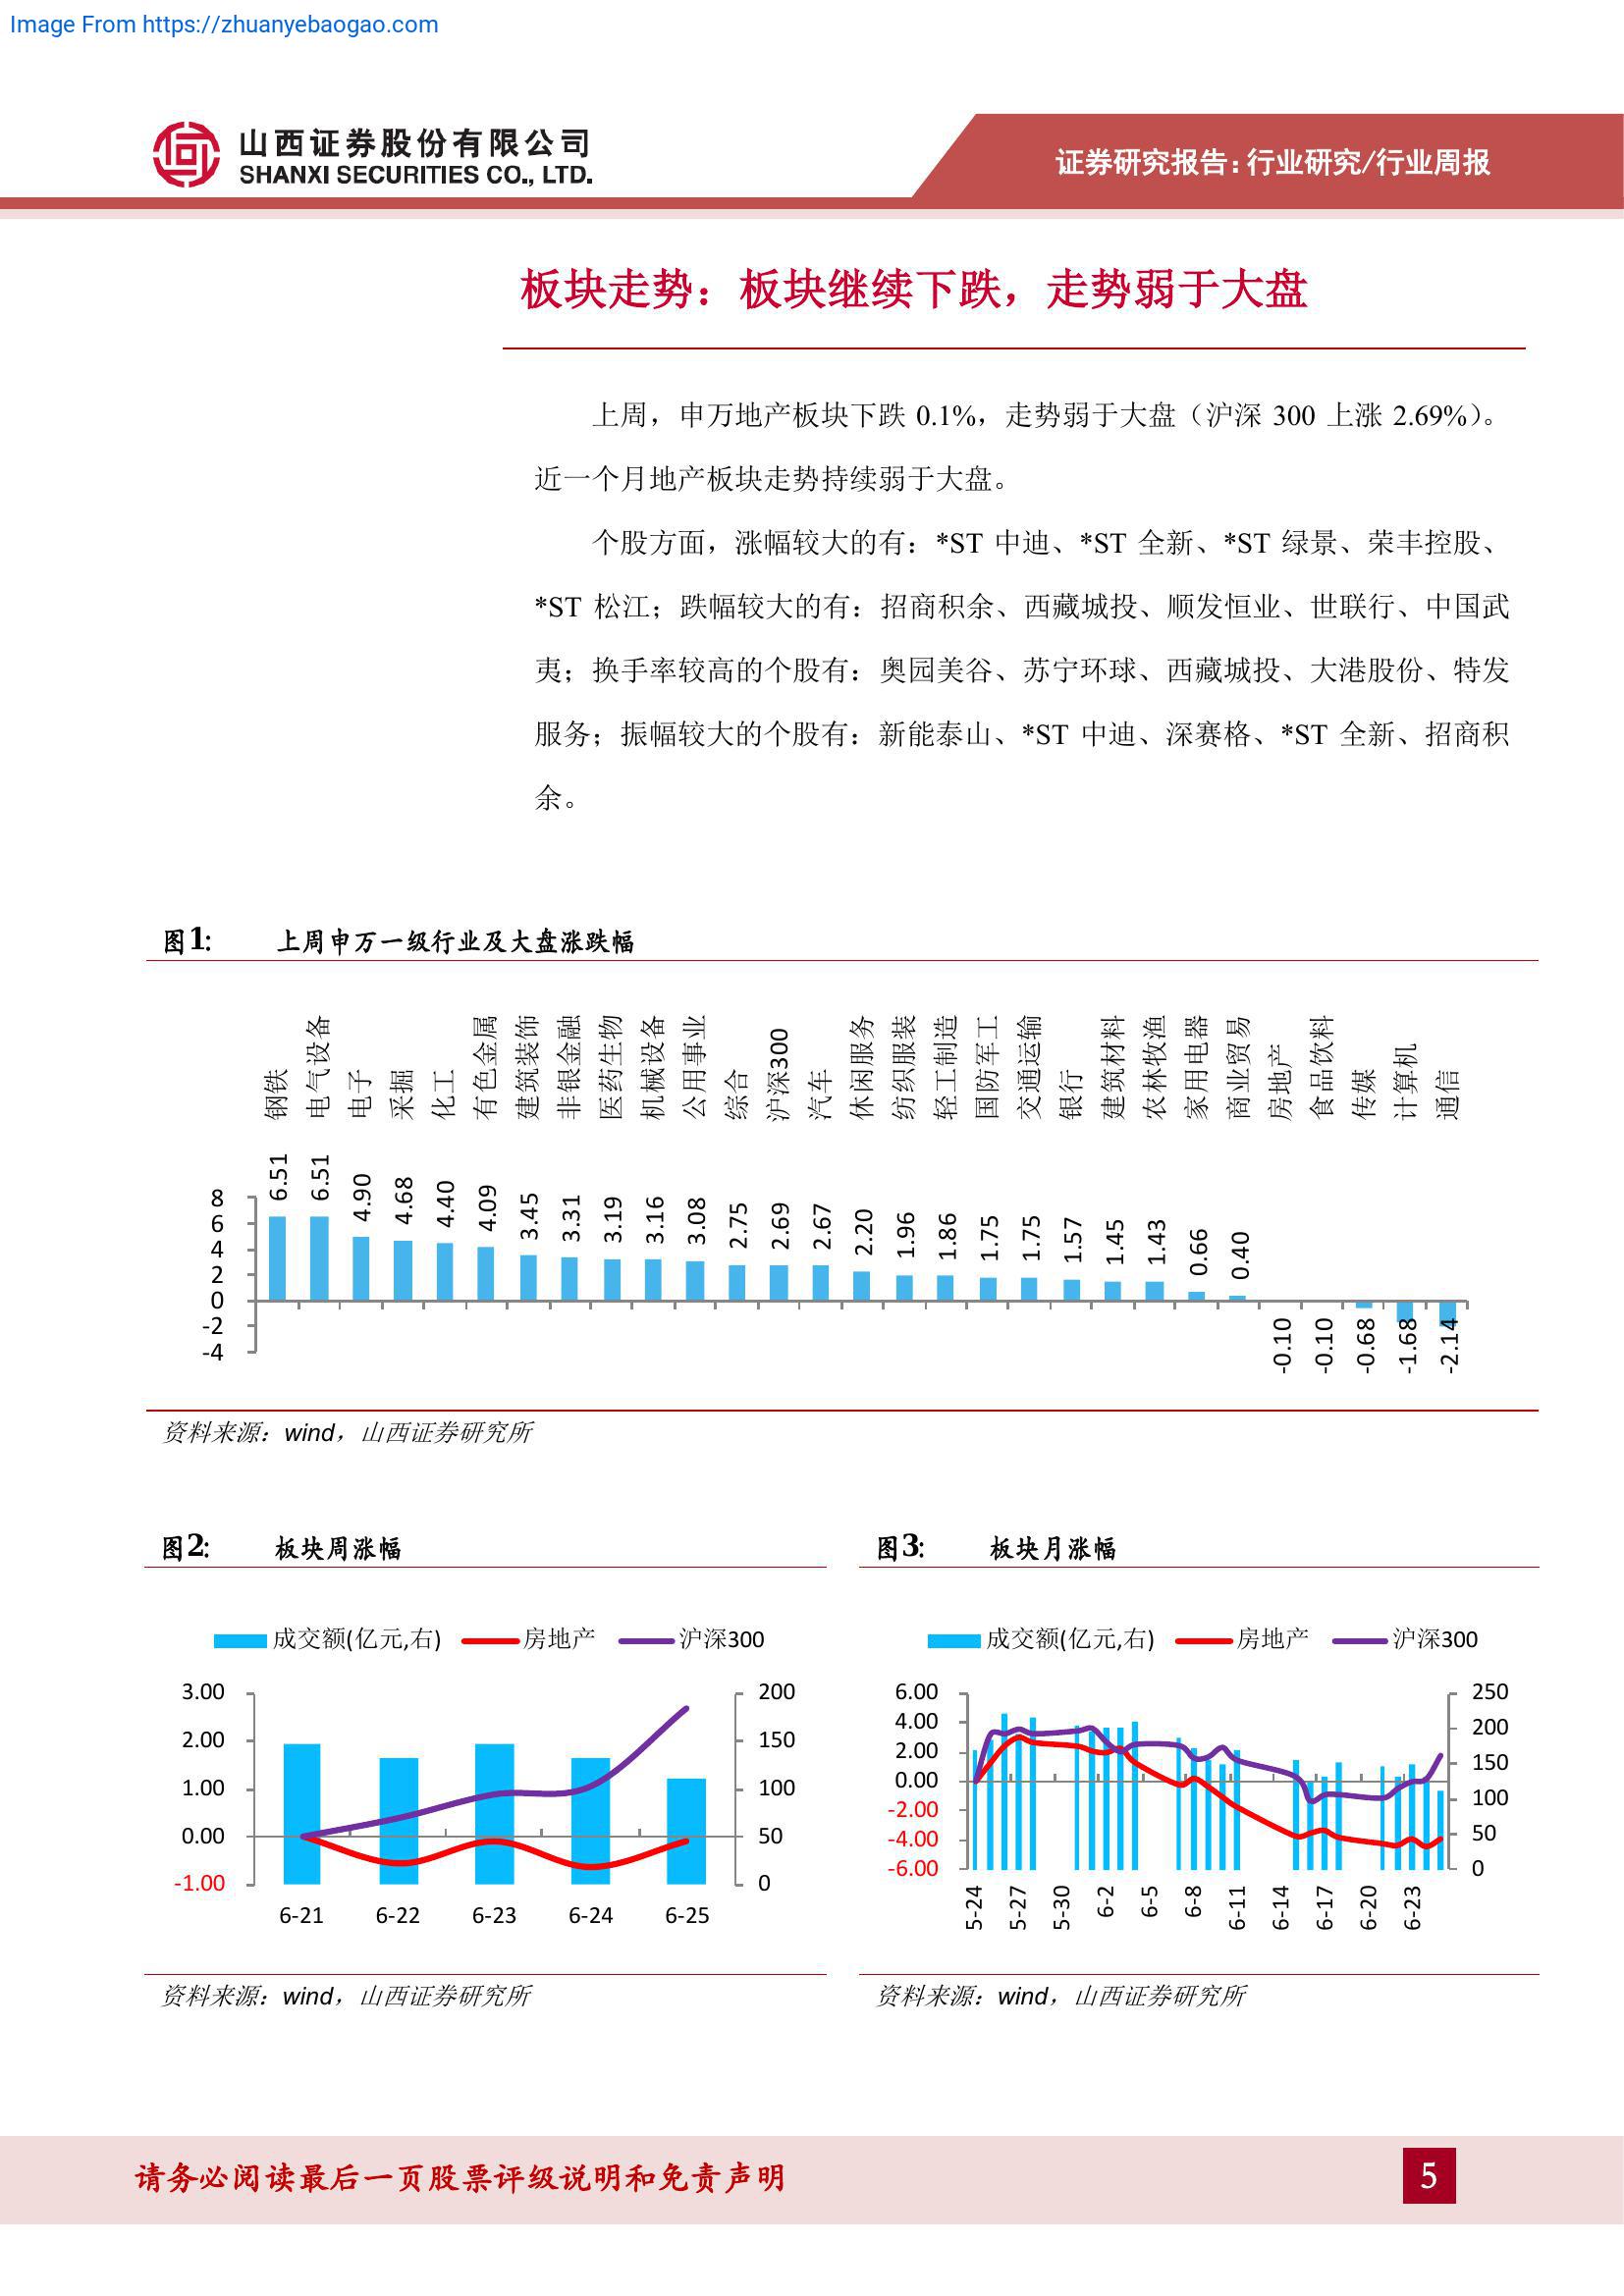 Image From https://zhuanyebaogao.com
山西证券股份有限公司
SHANXI SECURITIES CO., LTD.
证券研究报告:行业研究/行业周报
板块走势：板块继续下跌，走势弱于大盘
上周，申万地产板块下跌 0.1%，走势弱于大盘（沪深 300 上涨 2.69%）。
近一个月地产板块走势持续弱于大盘。
个股方面，涨幅较大的有：*ST 中迪、*ST 全新、*ST 绿景、荣丰控股、
*ST 松江；跌幅较大的有：招商积余、西藏城投、顺发恒业、世联行、中国武
夷；换手率较高的个股有：奥园美谷、苏宁环球、西藏城投、大港股份、特发
服务；振幅较大的个股有：新能泰山、*ST 中迪、深赛格、*ST 全新、招商积
余。
图1: 上周申万一级行业及大盘涨跌幅
钢铁 电气设备 电子 采掘 化工 有色金属 建筑装饰 非银金融 医药生物 机械设备 公用事业 综合 沪深300 汽车 休闲服务 纺织服装 轻工制造 国防军工 交通运输 银行 建筑材料 农林牧渔 家用电器 商业贸易 房地产 食品饮料 传媒 计算机 通信
6.51 6.51 4.90 4.68 4.40 4.09 3.45 3.31 3.19 3.16 3.08 2.75 2.69 2.67 2.20 1.96 1.86 1.75 1.75 1.57 1.45 1.43 0.66 0.40 -0.10 -0.10 -0.68 -1.68 -2.14
8
6
4
2
0
-2
-4
资料来源：wind，山西证券研究所
图2: 板块周涨幅
成交额(亿元,右) 房地产 沪深300
3.00 200
2.00 150
1.00 100
0.00 50
-1.00 0
6-21 6-22 6-23 6-24 6-25
资料来源：wind，山西证券研究所
图3: 板块月涨幅
成交额(亿元,右) 房地产 沪深300
6.00
4.00
2.00
0.00
-2.00
-4.00
-6.00
250
200
150
100
50
0
5-24 5-27 5-30 6-2 6-5 6-8 6-11 6-14 6-17 6-20 6-23
资料来源：wind，山西证券研究所
请务必阅读最后一页股票评级说明和免责声明
5